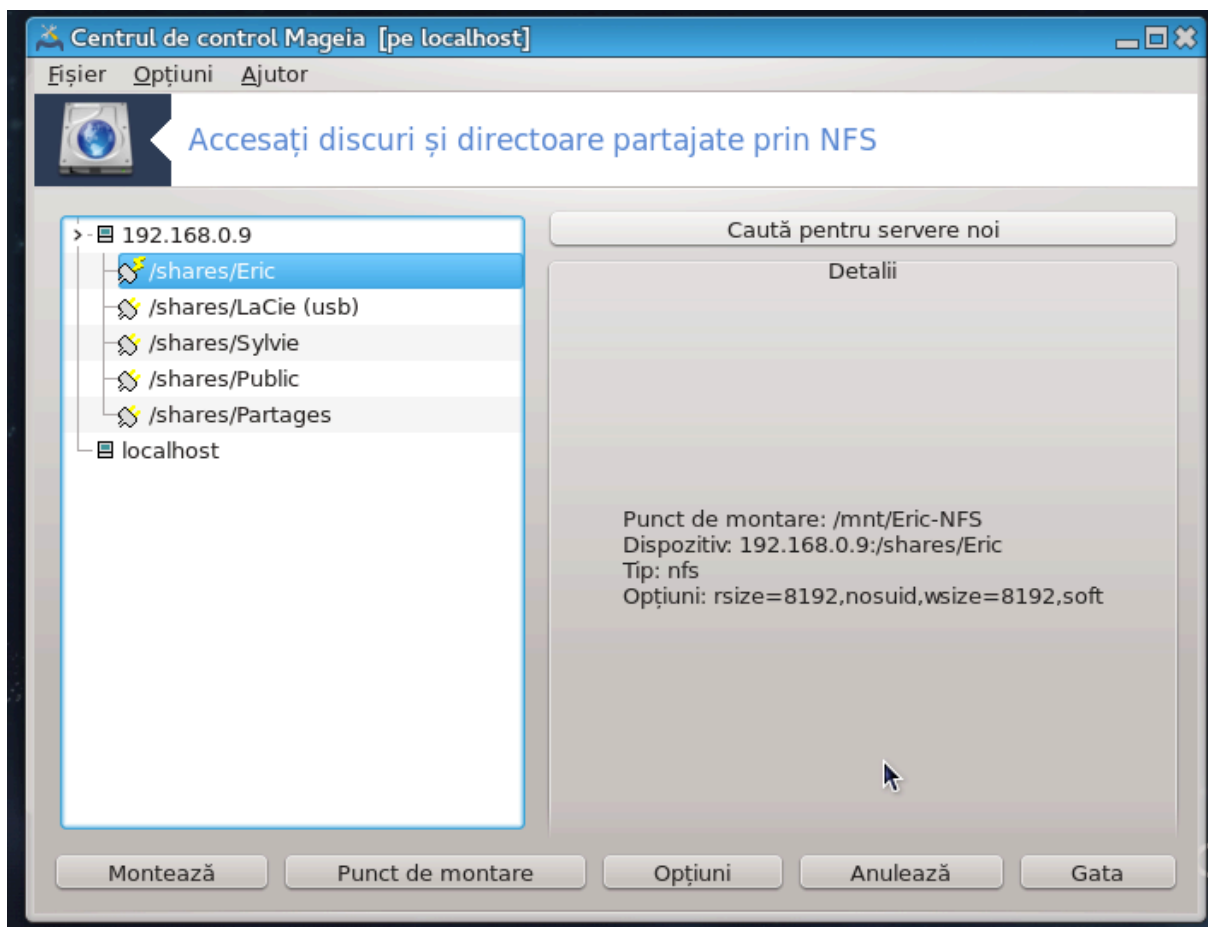 Centrul de control Mageia [pe localhost]
Fișier Opțiuni Ajutor
Accesați discuri și directoare partajate prin NFS
192.168.0.9
/shares/Eric
/shares/LaCie (usb)
/shares/Sylvie
/shares/Public
/shares/Partages
localhost
Caută pentru servere noi
Detalii
Punct de montare: /mnt/Eric-NFS
Dispozitiv: 192.168.0.9:/shares/Eric
Tip: nfs
Opțiuni: rsize=8192,nosuid,wsize=8192,soft
Montează Punct de montare Opțiuni Anulează Gata